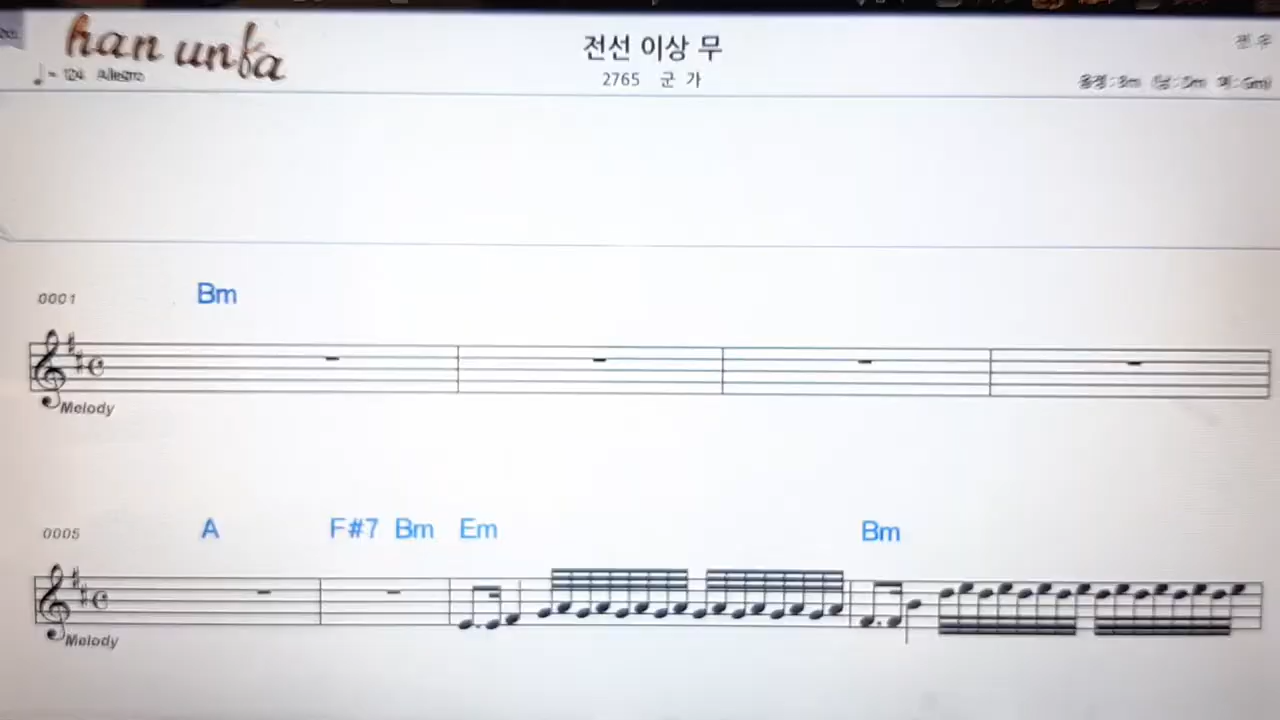 han unfa
전선 이상 무
♩= 124 Allegro
2765 군 가
0001 Bm
Melody
0005 A F#7 Bm Em Bm
Melody